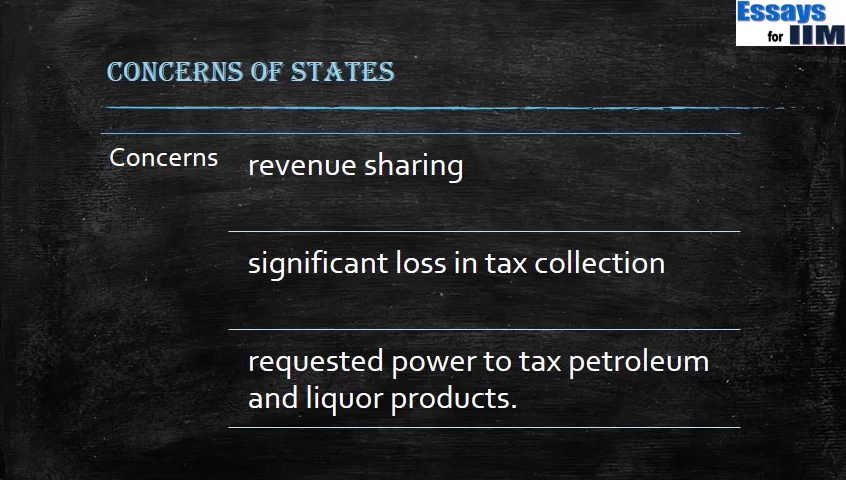 Essays
for IIM
CONCERNS OF STATES
Concerns
revenue sharing
significant loss in tax collection
requested power to tax petroleum
and liquor products.